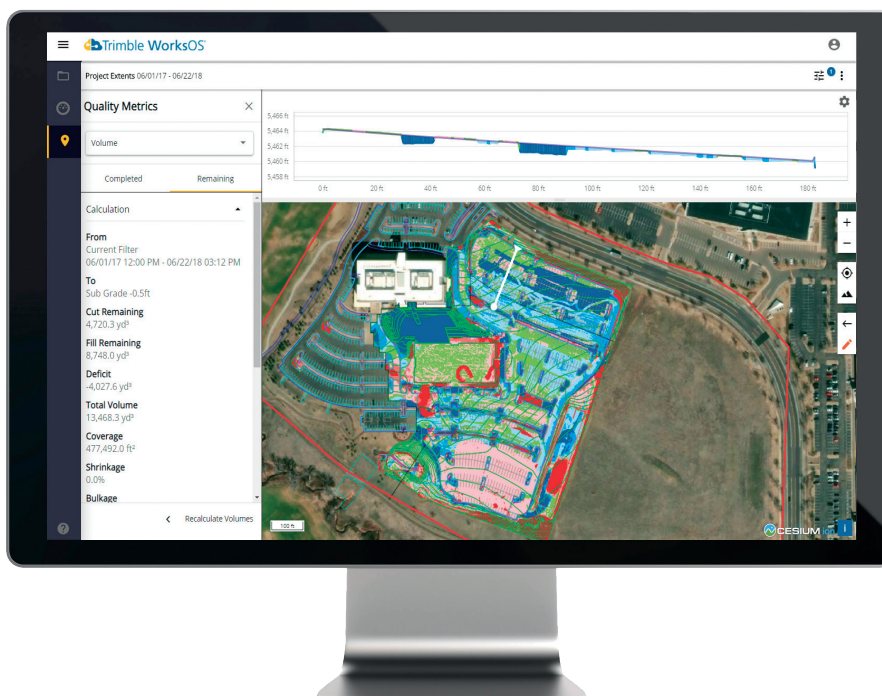 Trimble WorksOS
Project Extents 06/01/17 - 06/22/18
1
Quality Metrics
Volume
Completed
Remaining
Calculation
From
Current Filter
06/01/17 12:00 PM - 06/22/18 03:12 PM
To
Sub Grade -0.5ft
Cut Remaining
4,720.3 yd³
Fill Remaining
8,748.0 yd³
Deficit
-4,027.6 yd³
Total Volume
13,468.3 yd³
Coverage
477,492.0 ft²
Shrinkage
0.0%
Bulkage
Recalculate Volumes
5,466 ft
5,464 ft
5,462 ft
5,460 ft
5,458 ft
0 ft 20 ft 40 ft 60 ft 80 ft 100 ft 120 ft 140 ft 160 ft 180 ft
100 ft
CESIUM ion